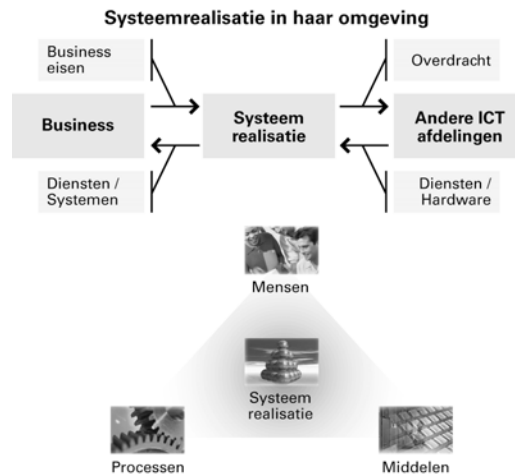 Systeemrealisatie in haar omgeving
Business
eisen
Overdracht
Business
Systeem
realisatie
Andere ICT
afdelingen
Diensten /
Systemen
Diensten /
Hardware
Mensen
Systeem
realisatie
Processen
Middelen